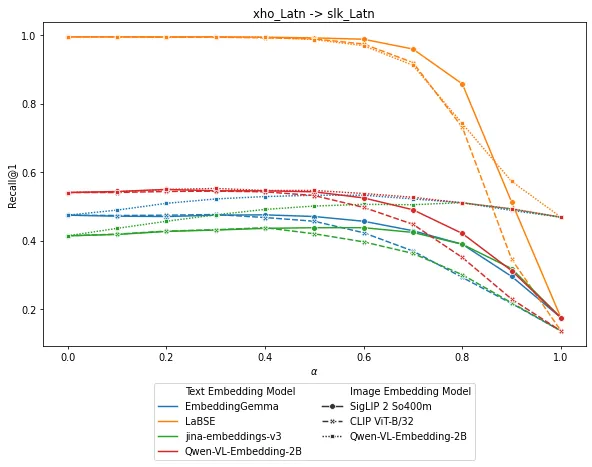 xho_Latn -> slk_Latn
Recall@1
1.0
0.8
0.6
0.4
0.2
0.0 0.2 0.4 0.6 0.8 1.0
α
Text Embedding Model Image Embedding Model
EmbeddingGemma SigLIP 2 So400m
LaBSE CLIP ViT-B/32
jina-embeddings-v3 Qwen-VL-Embedding-2B
Qwen-VL-Embedding-2B